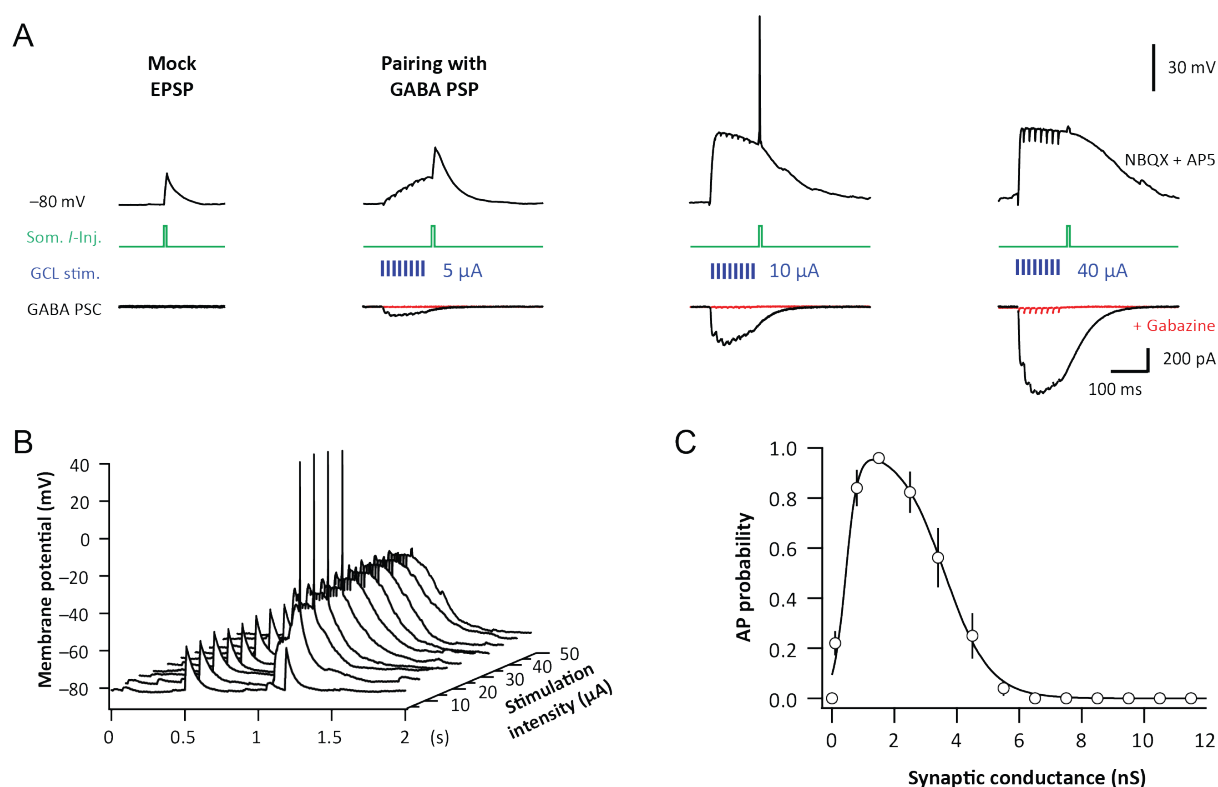 A
Mock
EPSP
Pairing with
GABA PSP
30 mV
NBQX + AP5
–80 mV
Som. I-Inj.
GCL stim.
5 µA
10 µA
40 µA
GABA PSC
+ Gabazine
200 pA
100 ms
B
Membrane potential (mV)
40
20
0
–20
–40
–60
–80
0
0.5
1
1.5
2
(s)
10
20
30
40
50
Stimulation
intensity (µA)
C
AP probability
1.0
0.8
0.6
0.4
0.2
0.0
0
2
4
6
8
10
12
Synaptic conductance (nS)